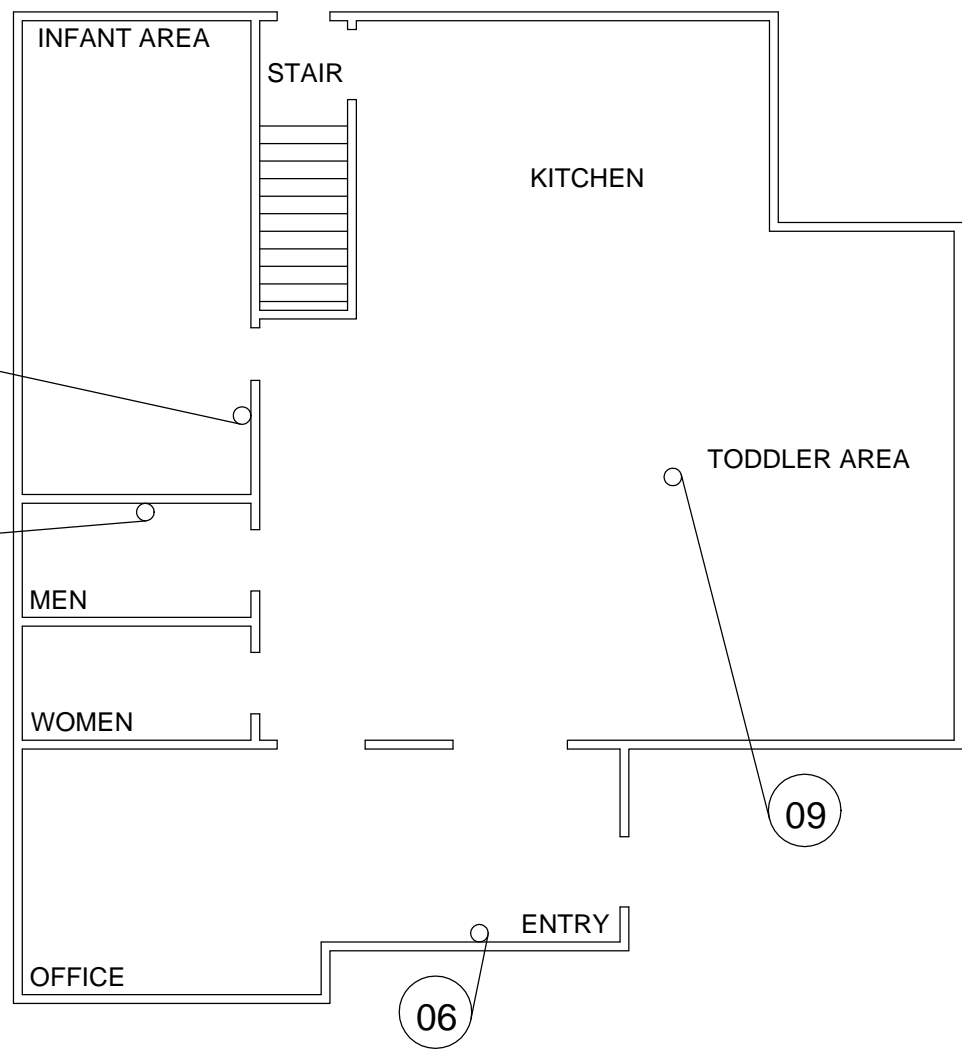 INFANT AREA
STAIR
KITCHEN
TODDLER AREA
MEN
WOMEN
09
ENTRY
OFFICE
06